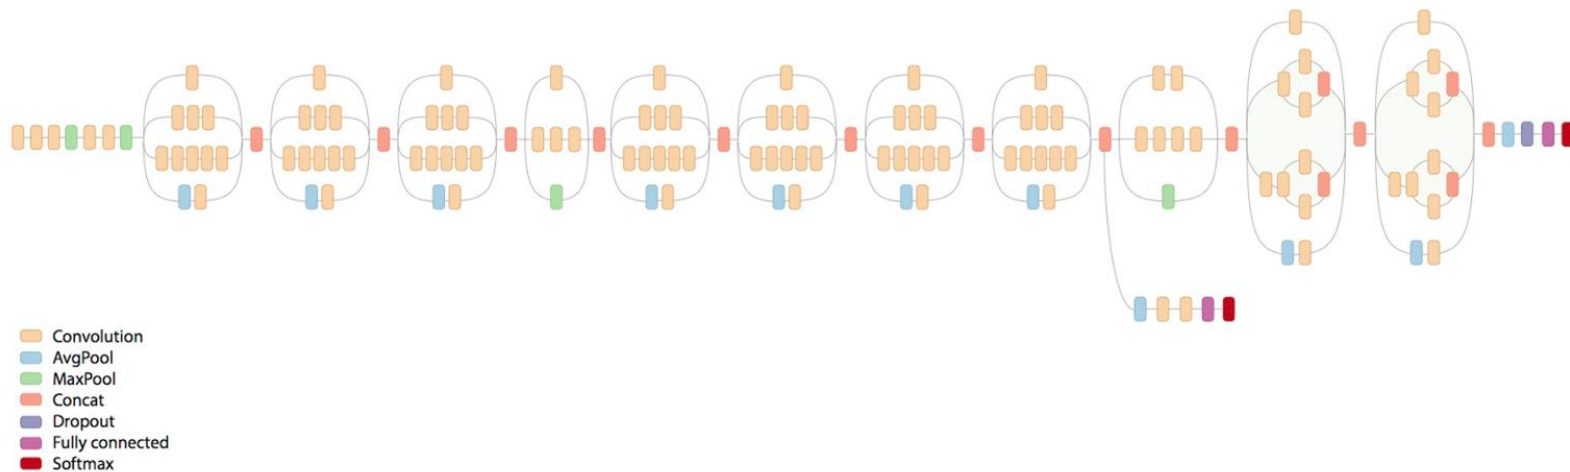 Convolution
AvgPool
MaxPool
Concat
Dropout
Fully connected
Softmax